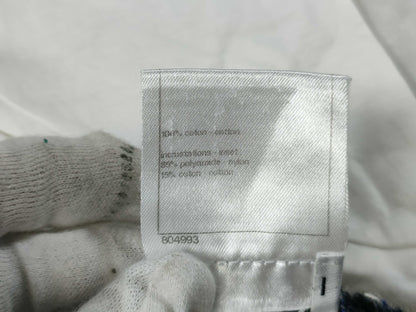 100% coton - cotton
incrustations - inset
85% polyamide - nylon
15% coton - cotton
804993